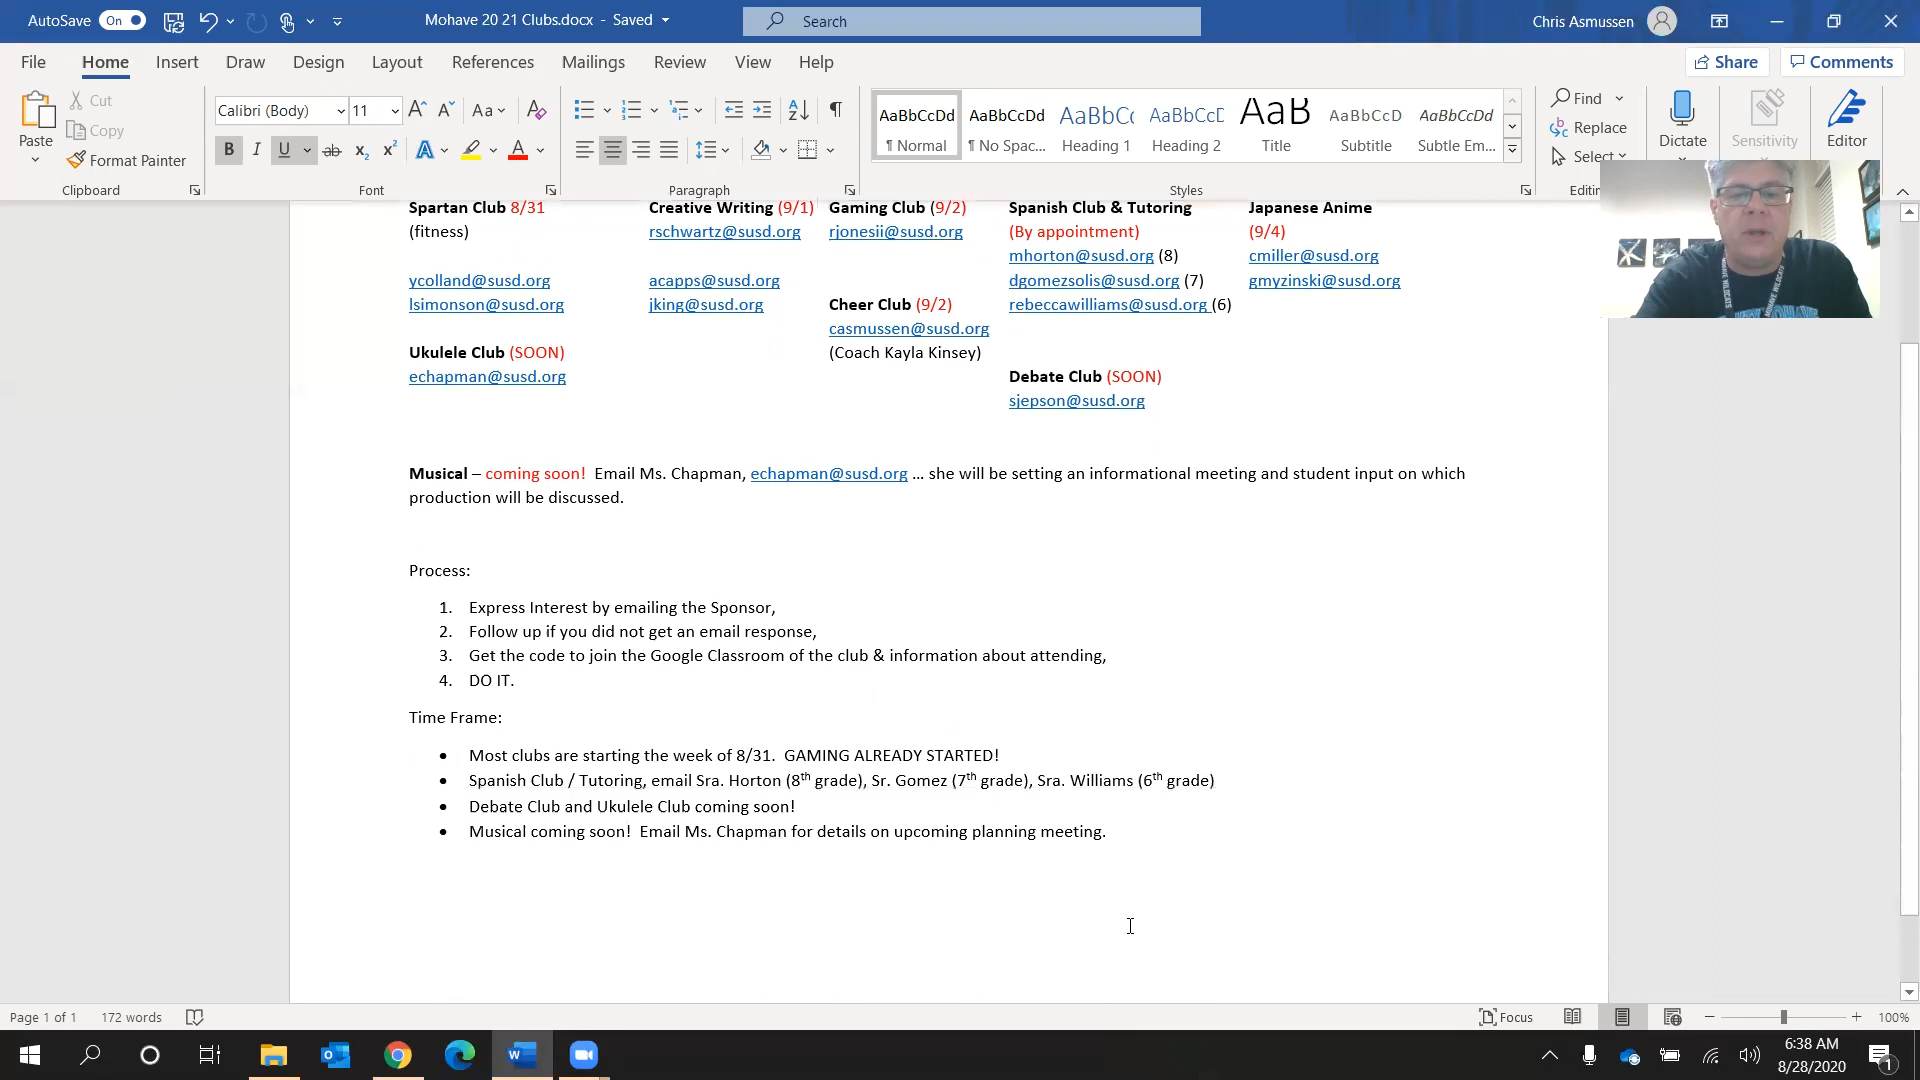 AutoSave On Mohave 20 21 Clubs.docx - Saved Search Chris Asmussen
File Home Insert Draw Design Layout References Mailings Review View Help Share Comments
Paste Cut Copy Format Painter Clipboard
Calibri (Body) 11 Font
Paragraph
AaBbCcDd ¶ Normal
AaBbCcDd ¶ No Spac...
AaBbCc Heading 1
AaBbCcE Heading 2
AaB Title
AaBbCcD Subtitle
AaBbCcDd Subtle Em...
Styles
Find Replace Select
Dictate Sensitivity Editor
Spartan Club 8/31
(fitness)
ycolland@susd.org
lsimonson@susd.org
Ukulele Club (SOON)
echapman@susd.org
Creative Writing (9/1)
rschwartz@susd.org
acapps@susd.org
jking@susd.org
Gaming Club (9/2)
rjonesii@susd.org
Cheer Club (9/2)
casmussen@susd.org
(Coach Kayla Kinsey)
Spanish Club & Tutoring
(By appointment)
mhorton@susd.org (8)
dgomezsolis@susd.org (7)
rebeccawilliams@susd.org (6)
Debate Club (SOON)
sjepson@susd.org
Japanese Anime
(9/4)
cmiller@susd.org
gmyzinski@susd.org
Musical – coming soon! Email Ms. Chapman, echapman@susd.org … she will be setting an informational meeting and student input on which
production will be discussed.
Process:
1. Express Interest by emailing the Sponsor,
2. Follow up if you did not get an email response,
3. Get the code to join the Google Classroom of the club & information about attending,
4. DO IT.
Time Frame:
• Most clubs are starting the week of 8/31. GAMING ALREADY STARTED!
• Spanish Club / Tutoring, email Sra. Horton (8th grade), Sr. Gomez (7th grade), Sra. Williams (6th grade)
• Debate Club and Ukulele Club coming soon!
• Musical coming soon! Email Ms. Chapman for details on upcoming planning meeting.
Page 1 of 1 172 words Focus 100%
6:38 AM
8/28/2020
1